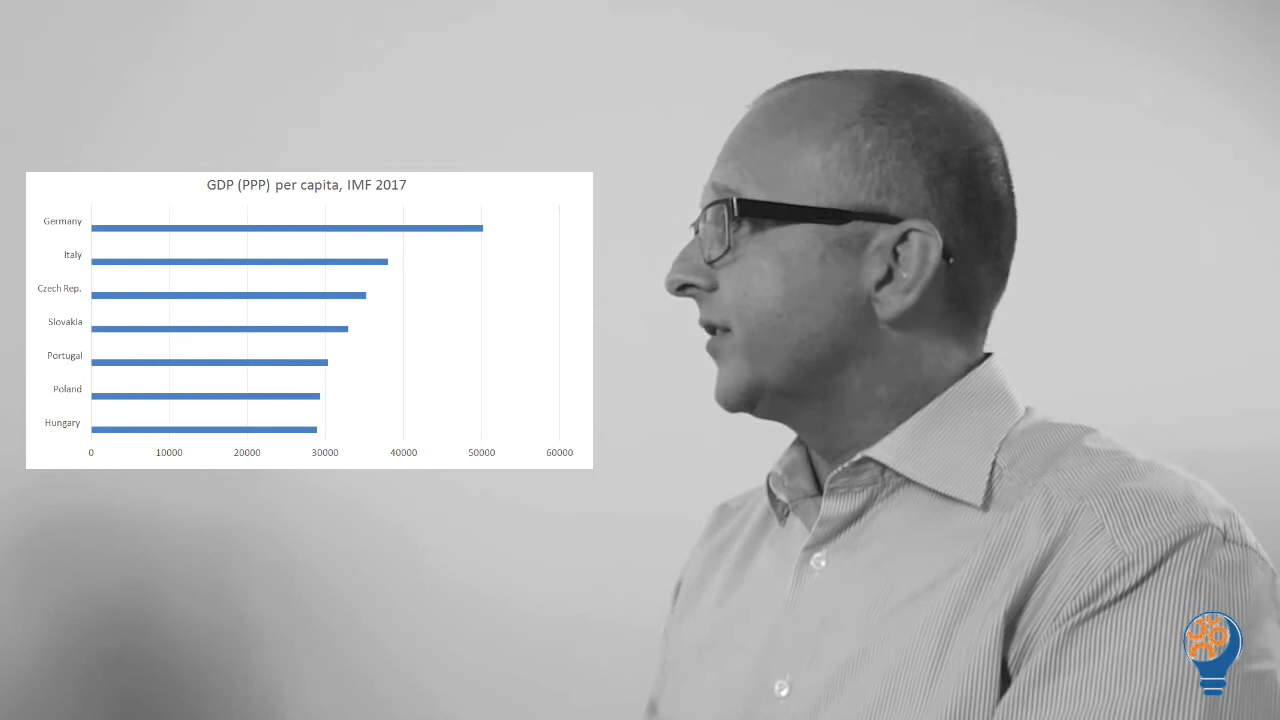 GDP (PPP) per capita, IMF 2017
Germany
Italy
Czech Rep.
Slovakia
Portugal
Poland
Hungary
0 10000 20000 30000 40000 50000 60000